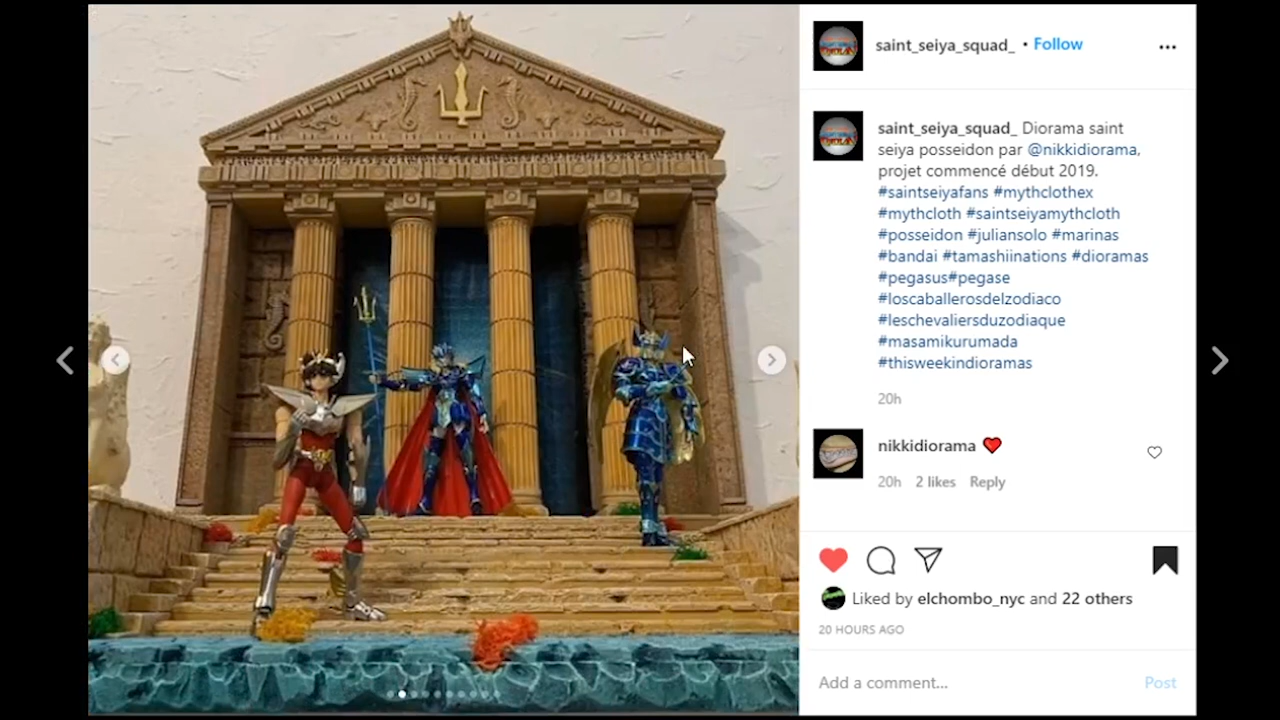 saint_seiya_squad_ • Follow
saint_seiya_squad_ Diorama saint
seiya posseidon par @nikkidiorama,
projet commencé début 2019.
#saintseiyafans #mythclothex
#mythcloth #saintseiyamythcloth
#posseidon #juliansolo #marinas
#bandai #tamashiinations #dioramas
#pegasus#pegase
#loscaballerosdelzodiaco
#leschevaliersduzodiaque
#masamikurumada
#thisweekindioramas
20h
nikkidiorama ❤️
20h 2 likes Reply
Liked by elchombo_nyc and 22 others
20 HOURS AGO
Add a comment... Post